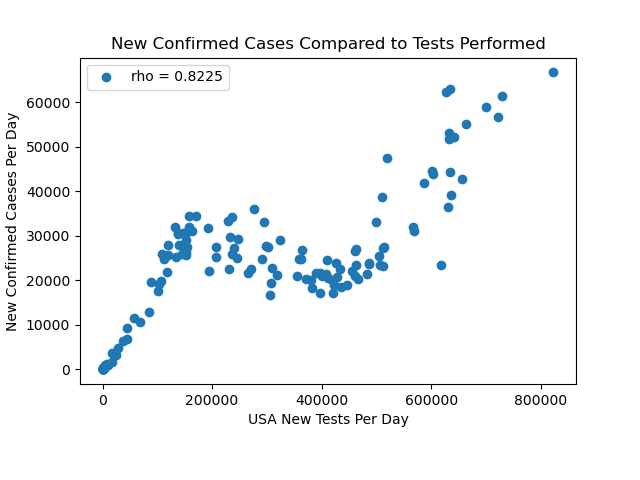 New Confirmed Cases Compared to Tests Performed
rho = 0.8225
New Confirmed Caeses Per Day
60000
50000
40000
30000
20000
10000
0
0 200000 400000 600000 800000
USA New Tests Per Day